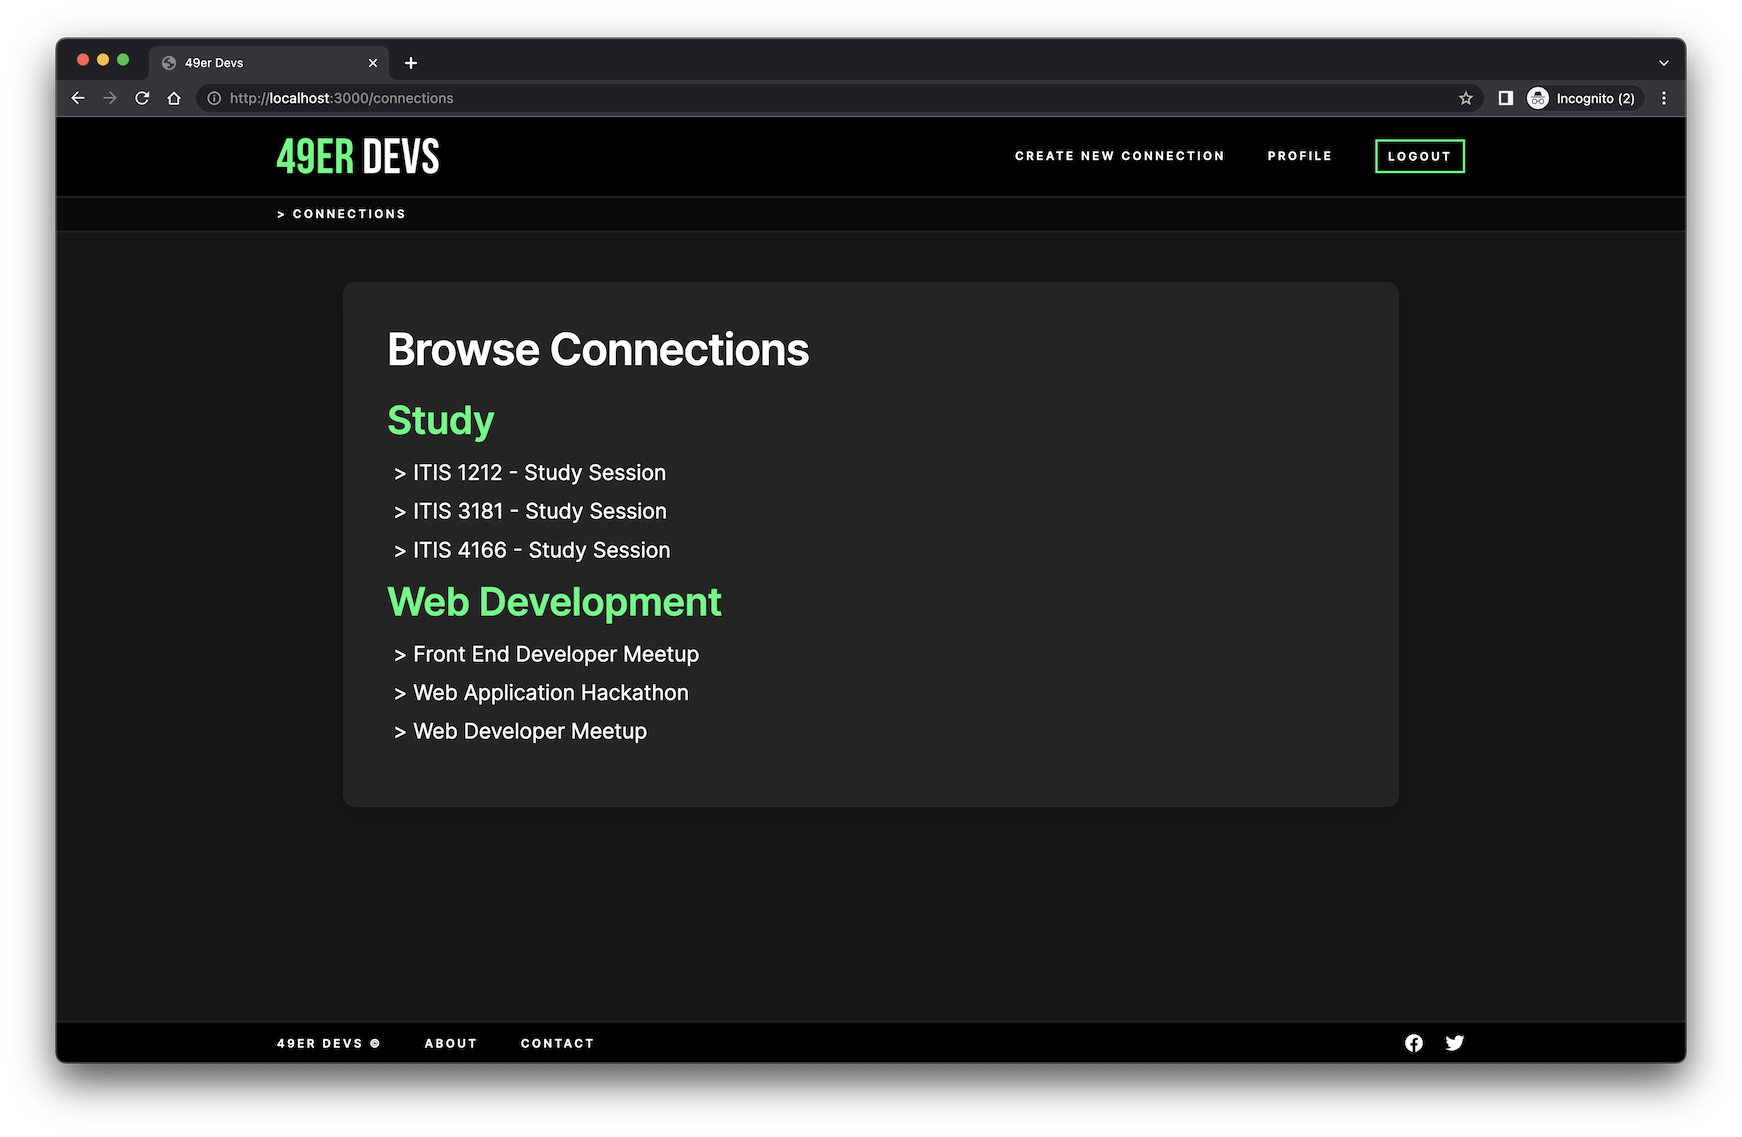 49er Devs
http://localhost:3000/connections
Incognito (2)
49ER DEVS
CREATE NEW CONNECTION
PROFILE
LOGOUT
> CONNECTIONS
Browse Connections
Study
> ITIS 1212 - Study Session
> ITIS 3181 - Study Session
> ITIS 4166 - Study Session
Web Development
> Front End Developer Meetup
> Web Application Hackathon
> Web Developer Meetup
49ER DEVS ©
ABOUT
CONTACT